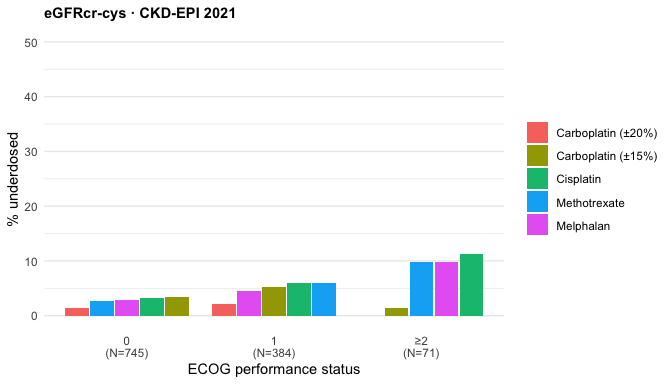 eGFRcr-cys · CKD-EPI 2021
50
40
30
20
10
0
% underdosed
0
(N=745)
1
(N=384)
≥2
(N=71)
ECOG performance status
Carboplatin (±20%)
Carboplatin (±15%)
Cisplatin
Methotrexate
Melphalan